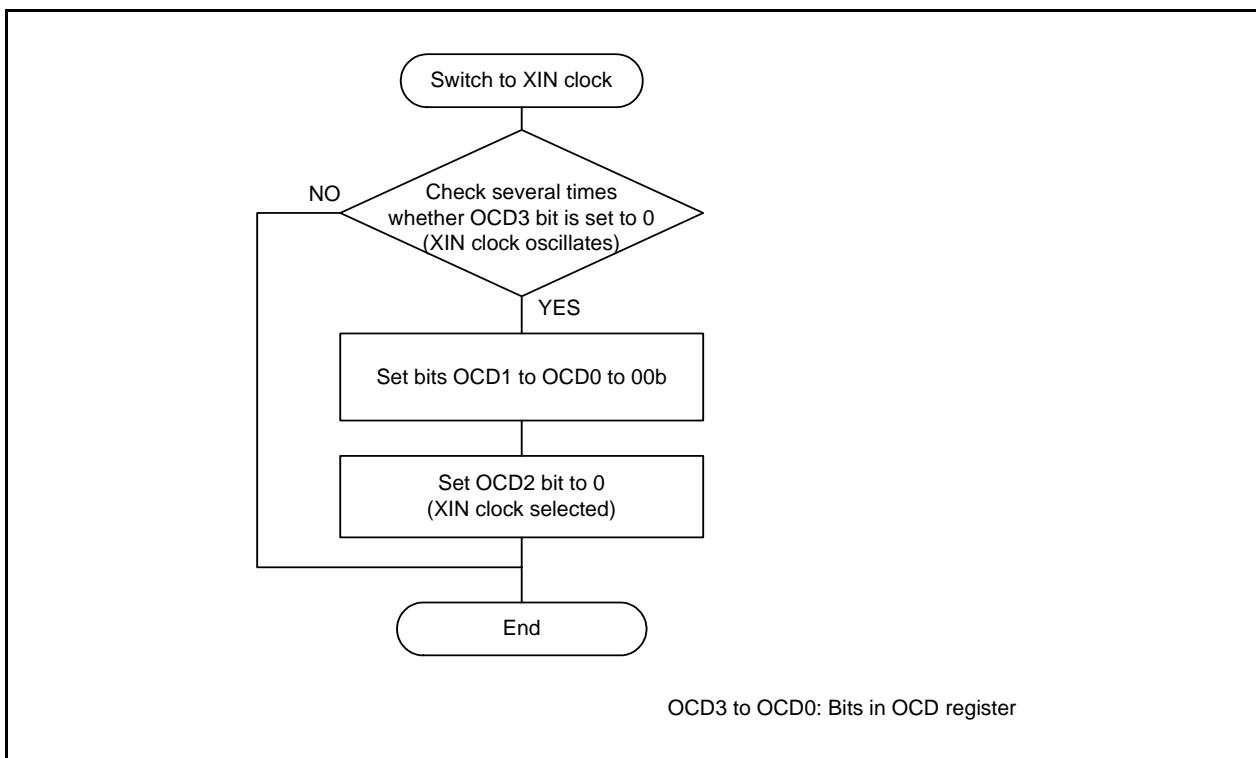 Switch to XIN clock
NO
Check several times
whether OCD3 bit is set to 0
(XIN clock oscillates)
YES
Set bits OCD1 to OCD0 to 00b
Set OCD2 bit to 0
(XIN clock selected)
End
OCD3 to OCD0: Bits in OCD register